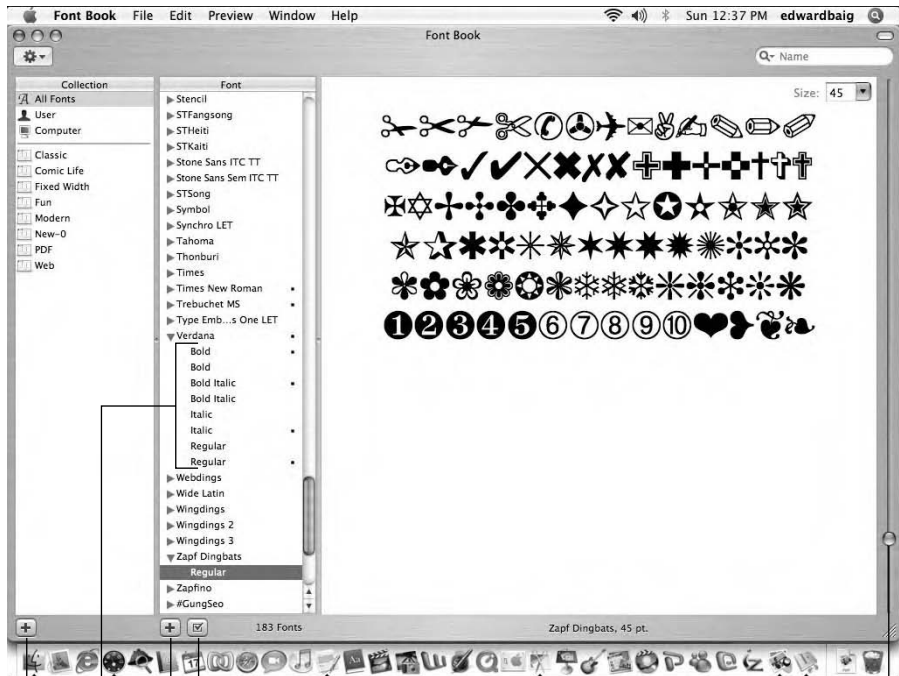 Font Book File Edit Preview Window Help Sun 12:37 PM edwardbaig
Font Book
Name
Collection
All Fonts
User
Computer
Classic
Comic Life
Fixed Width
Fun
Modern
New-0
PDF
Web
Font
Stencil
STFangsong
STHeiti
STKaiti
Stone Sans ITC TT
Stone Sans Sem ITC TT
STSong
Symbol
Synchro LET
Tahoma
Thonburi
Times
Times New Roman
Trebuchet MS
Type Emb...s One LET
Verdana
Bold
Bold
Bold Italic
Bold Italic
Italic
Italic
Regular
Regular
Webdings
Wide Latin
Wingdings
Wingdings 2
Wingdings 3
Zapf Dingbats
Regular
Zapfino
#GungSeo
183 Fonts
Size: 45
❶❷❸❹❺⑥⑦⑧⑨⑩
Zapf Dingbats, 45 pt.
17